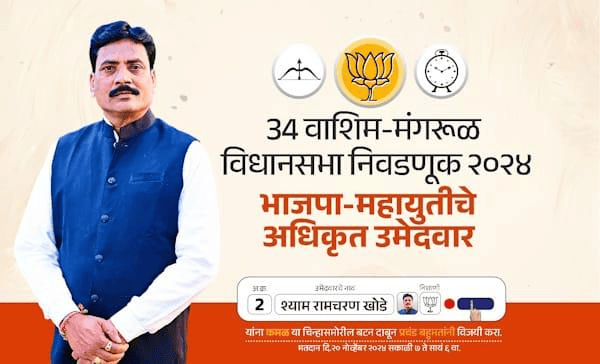 34 वाशिम-मंगरूळ
विधानसभा निवडणूक २०२४
भाजपा-महायुतीचे
अधिकृत उमेदवार
अ.क्र. उमेदवाराचे नाव निशाणी
2 श्याम रामचरण खोडे
यांना कमळ या चिन्हासमोरील बटन दाबून प्रचंड बहुमतांनी विजयी करा.
मतदान दि.२० नोव्हेंबर २०२४ सकाळी ७ ते सायं ६ वा.